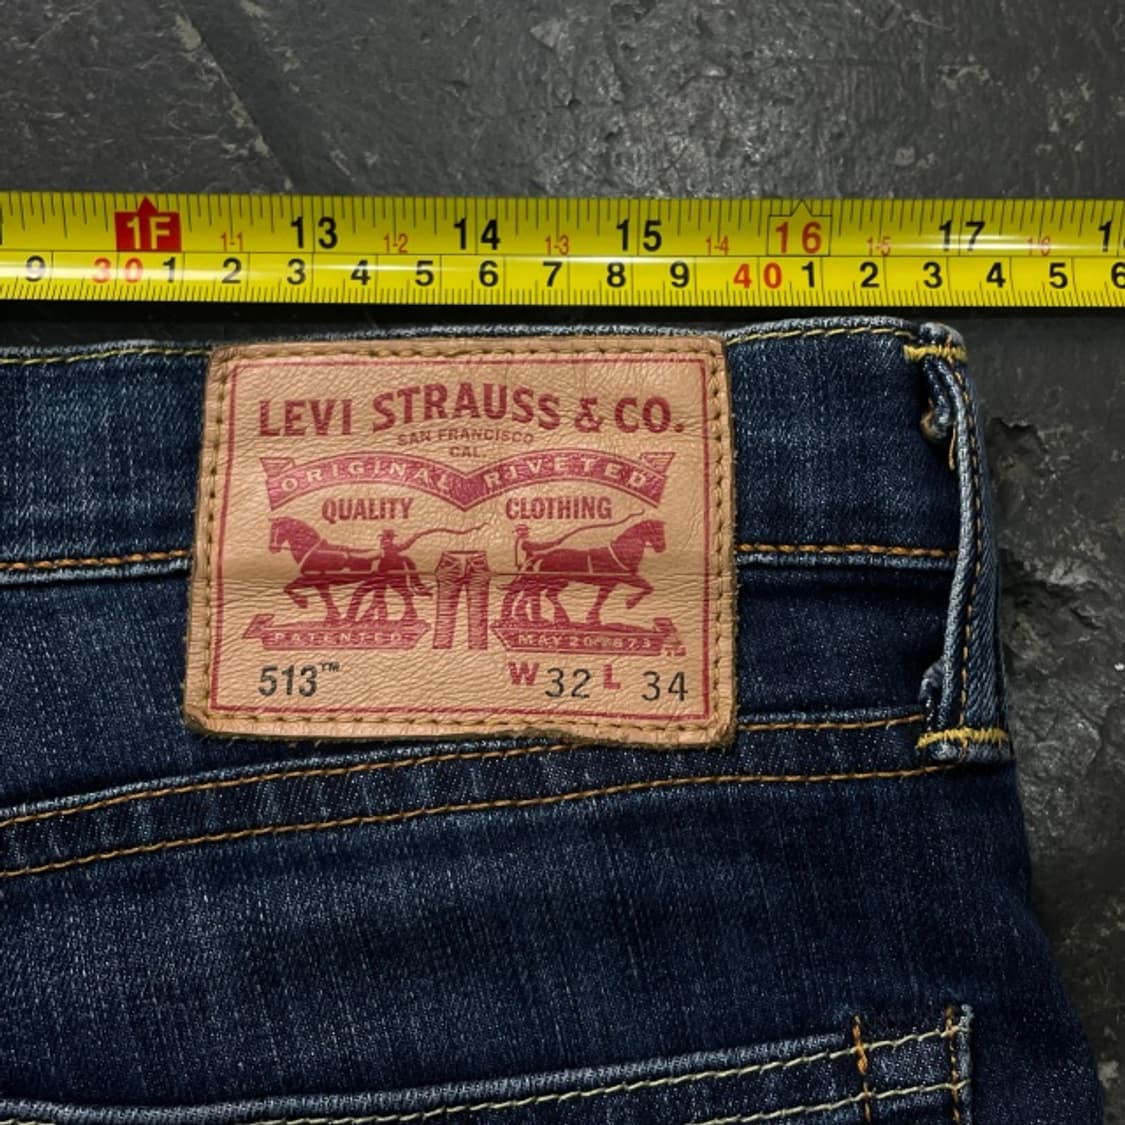 1F 1-1 13 1-2 14 1-3 15 1-4 16 1-5 17
9 30 1 2 3 4 5 6 7 8 9 40 1 2 3 4 5 6
LEVI STRAUSS & CO.
SAN FRANCISCO
CAL.
ORIGINAL RIVETED
QUALITY CLOTHING
PATENTED MAY 20 1873
513™ W 32 L 34